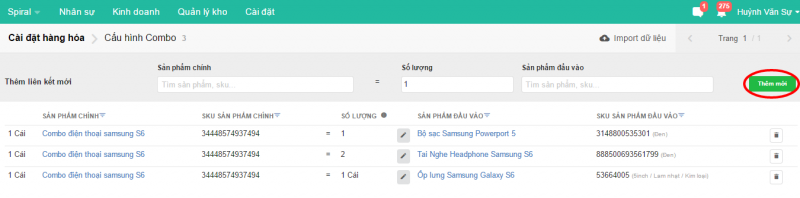 Spiral Nhân sự Kinh doanh Quản lý kho Cài đặt 1 275 Huỳnh Văn Sự
Cài đặt hàng hóa Cấu hình Combo 3 Import dữ liệu Trang 1 / 1
Sản phẩm chính Số lượng Sản phẩm đầu vào
Thêm liên kết mới Tìm sản phẩm, sku... = 1 Tìm sản phẩm, sku... Thêm mới
SẢN PHẨM CHÍNH SKU SẢN PHẨM CHÍNH SỐ LƯỢNG SẢN PHẨM ĐẦU VÀO SKU SẢN PHẨM ĐẦU VÀO
1 Cái Combo điện thoại samsung S6 34448574937494 = 1 Bộ sạc Samsung Powerport 5 3148800535301 (Đen)
1 Cái Combo điện thoại samsung S6 34448574937494 = 2 Tai Nghe Headphone Samsung S6 888500693561799 (Đen)
1 Cái Combo điện thoại samsung S6 34448574937494 = 1 Cái Ốp lưng Samsung Galaxy S6 53664005 (5inch / Lam nhạt / Kim loại)